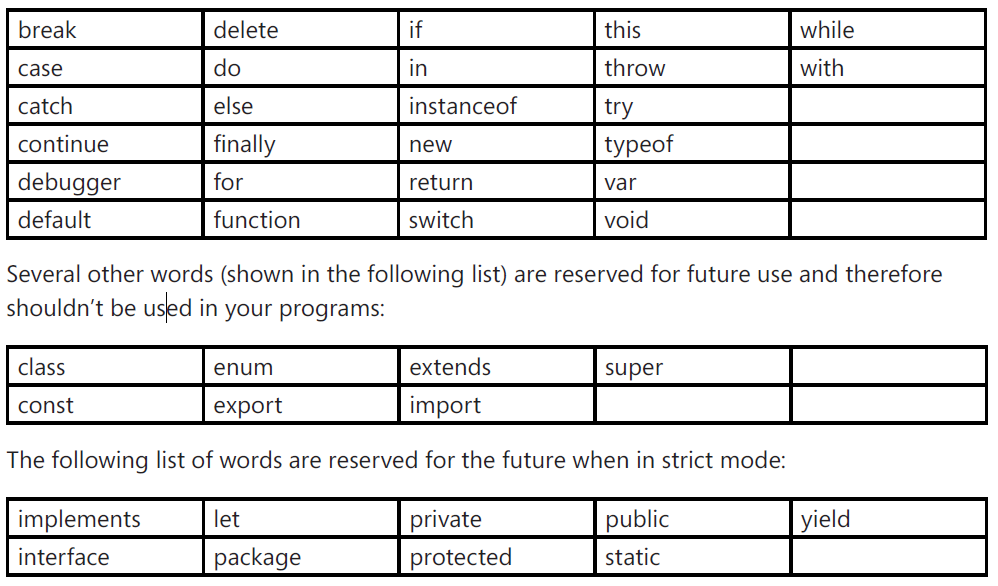 break delete if this while
case do in throw with
catch else instanceof try
continue finally new typeof
debugger for return var
default function switch void
Several other words (shown in the following list) are reserved for future use and therefore
shouldn’t be used in your programs:
class enum extends super
const export import
The following list of words are reserved for the future when in strict mode:
implements let private public yield
interface package protected static